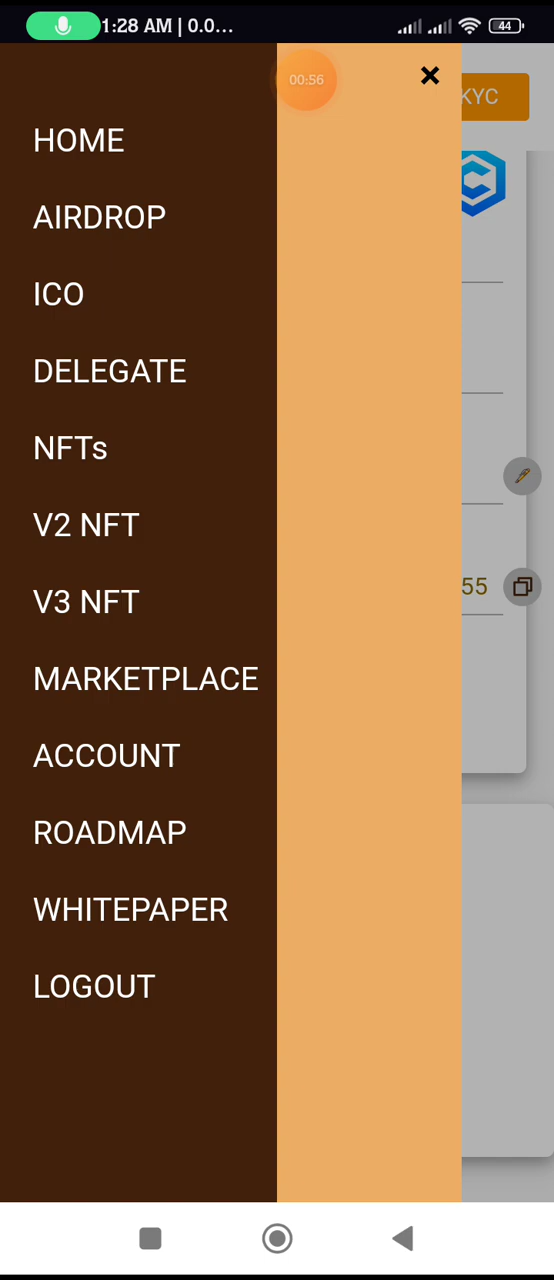 1:28 AM | 0.0...
44
00:56
KYC
HOME
AIRDROP
ICO
DELEGATE
NFTs
V2 NFT
55
V3 NFT
MARKETPLACE
ACCOUNT
ROADMAP
WHITEPAPER
LOGOUT